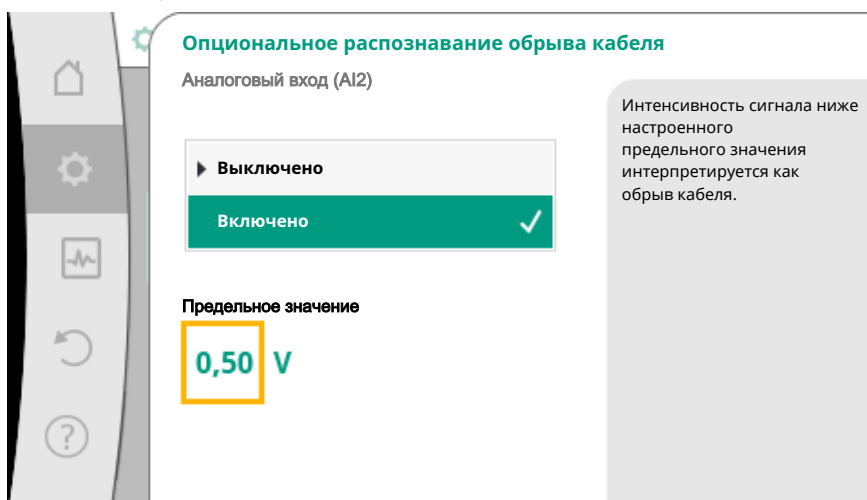 Опциональное распознавание обрыва кабеля
Аналоговый вход (AI2)
Выключено
Включено
Предельное значение
0,50 V
Интенсивность сигнала ниже
настроенного
предельного значения
интерпретируется как
обрыв кабеля.
?